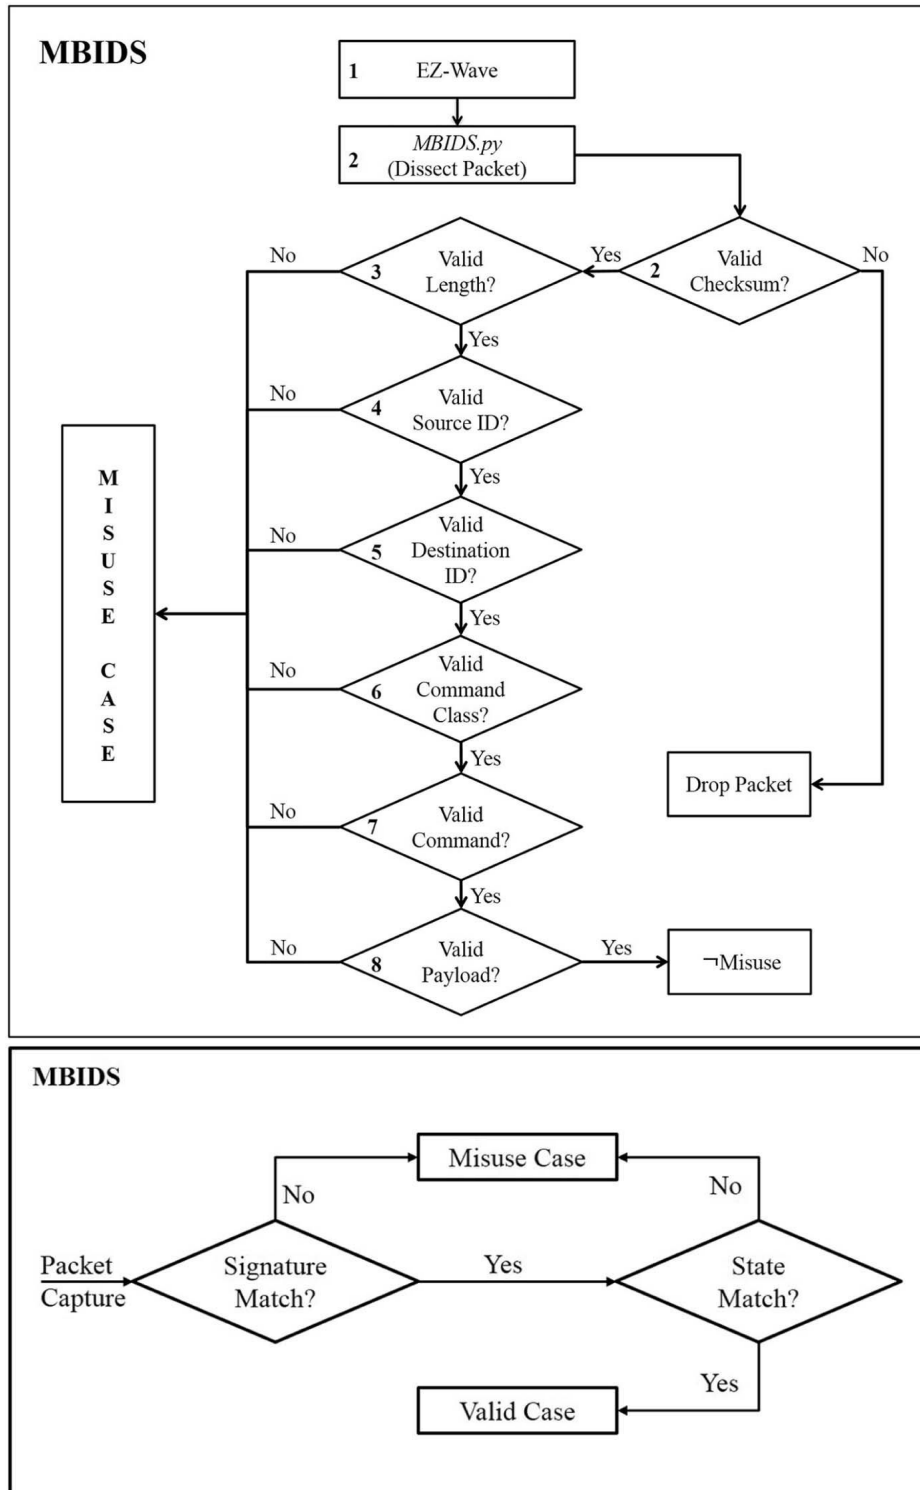 MBIDS
1 EZ-Wave
2 MBIDS.py
(Dissect Packet)
No
3 Valid
Length?
Yes
2 Valid
Checksum?
No
Yes
No
4 Valid
Source ID?
Yes
No
5 Valid
Destination
ID?
Yes
M
I
S
U
S
E
C
A
S
E
No
6 Valid
Command
Class?
Yes
Drop Packet
No
7 Valid
Command?
Yes
No
8 Valid
Payload?
Yes
¬Misuse
MBIDS
Misuse Case
No
No
Packet
Capture
Signature
Match?
Yes
State
Match?
Yes
Valid Case